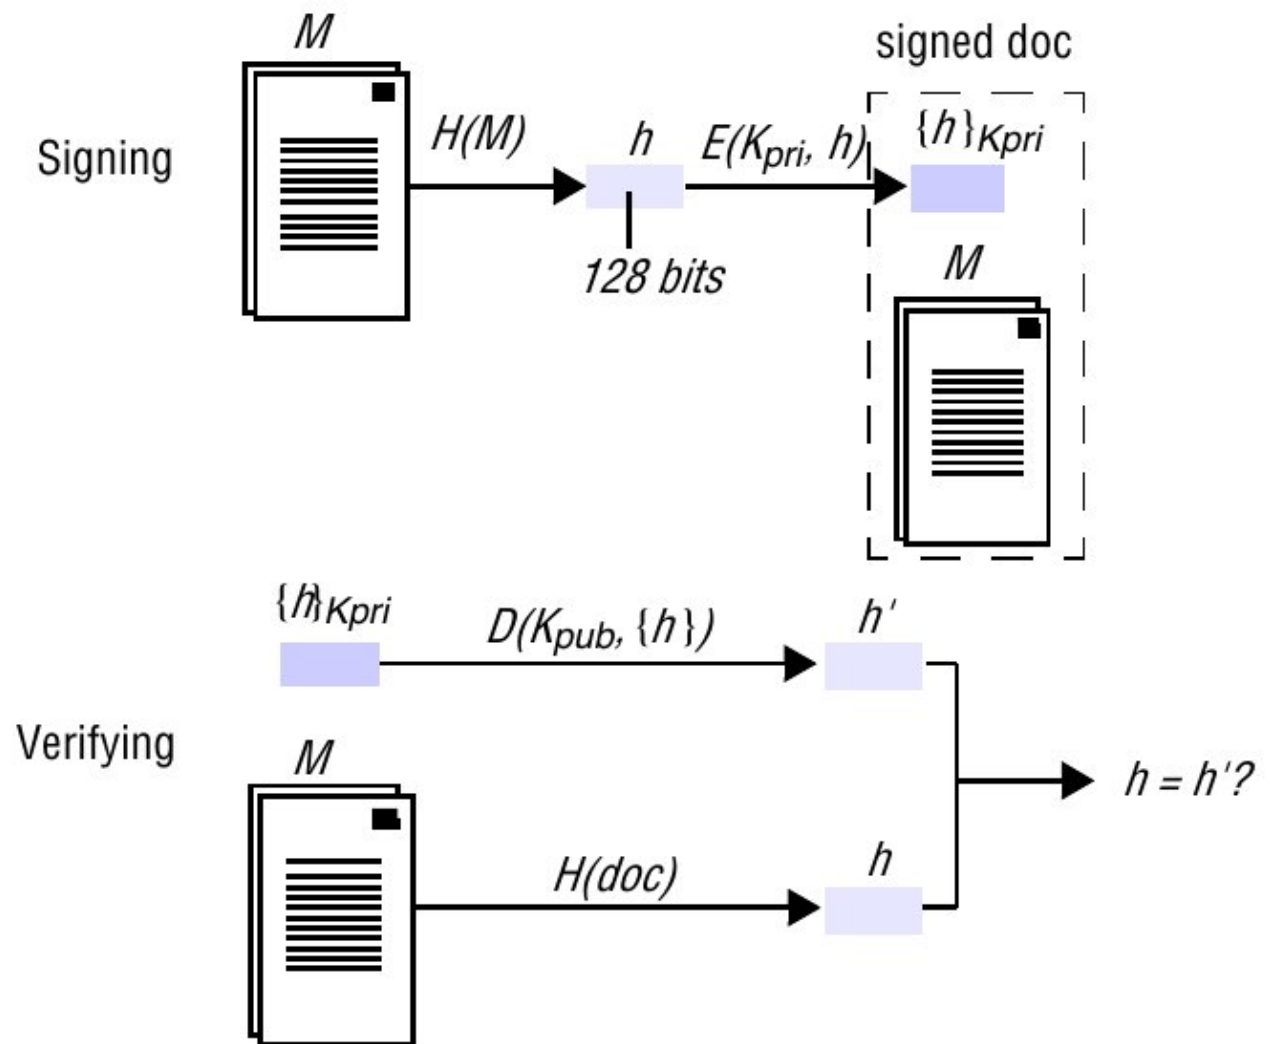 M
signed doc
Signing
H(M)
h
E(Kpri, h)
{h}Kpri
128 bits
M
{h}Kpri
D(Kpub, {h})
h'
Verifying
M
h = h'?
H(doc)
h